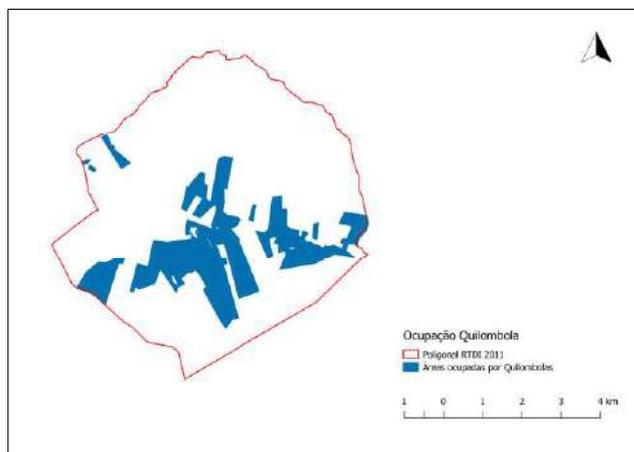 Ocupação Quilombola
Poligonal RTDI 2011
Áreas ocupadas por Quilombolas
1 0 1 2 3 4 km